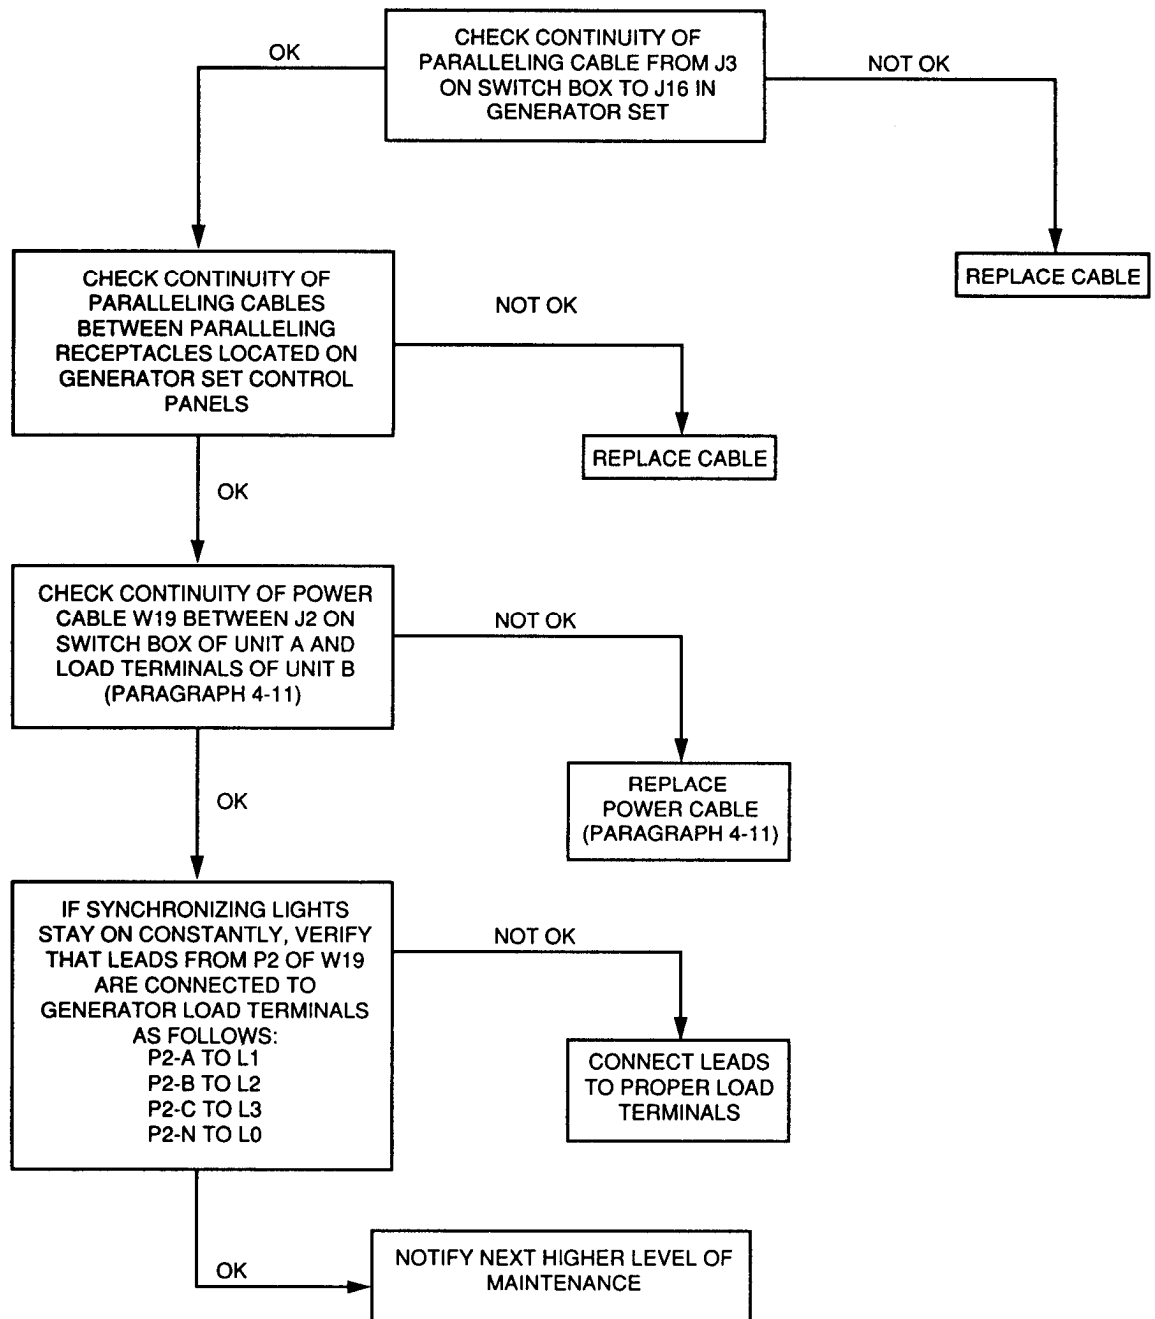 OK
CHECK CONTINUITY OF
PARALLELING CABLE FROM J3
ON SWITCH BOX TO J16 IN
GENERATOR SET
NOT OK
REPLACE CABLE
CHECK CONTINUITY OF
PARALLELING CABLES
BETWEEN PARALLELING
RECEPTACLES LOCATED ON
GENERATOR SET CONTROL
PANELS
NOT OK
REPLACE CABLE
OK
CHECK CONTINUITY OF POWER
CABLE W19 BETWEEN J2 ON
SWITCH BOX OF UNIT A AND
LOAD TERMINALS OF UNIT B
(PARAGRAPH 4-11)
NOT OK
REPLACE
POWER CABLE
(PARAGRAPH 4-11)
OK
IF SYNCHRONIZING LIGHTS
STAY ON CONSTANTLY, VERIFY
THAT LEADS FROM P2 OF W19
ARE CONNECTED TO
GENERATOR LOAD TERMINALS
AS FOLLOWS:
P2-A TO L1
P2-B TO L2
P2-C TO L3
P2-N TO L0
NOT OK
CONNECT LEADS
TO PROPER LOAD
TERMINALS
OK
NOTIFY NEXT HIGHER LEVEL OF
MAINTENANCE